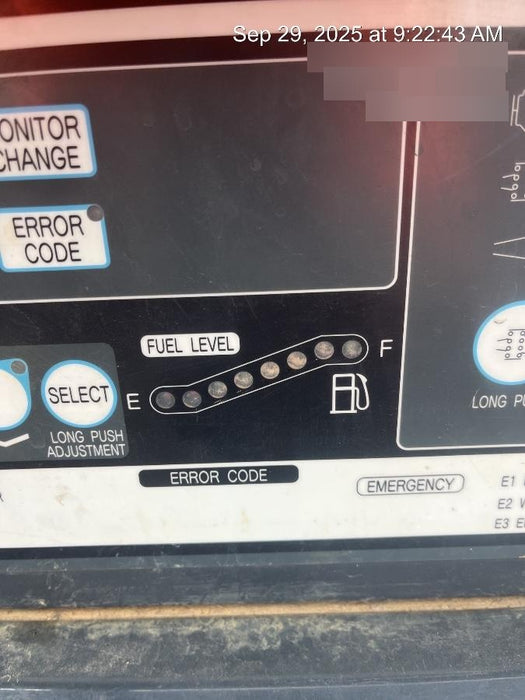 Sep 29, 2025 at 9:22:43 AM
ONITOR
CHANGE
ERROR
CODE
FUEL LEVEL
F
E
SELECT
LONG PUSH
ADJUSTMENT
LONG PU
ERROR CODE
EMERGENCY
E1
E2
E3